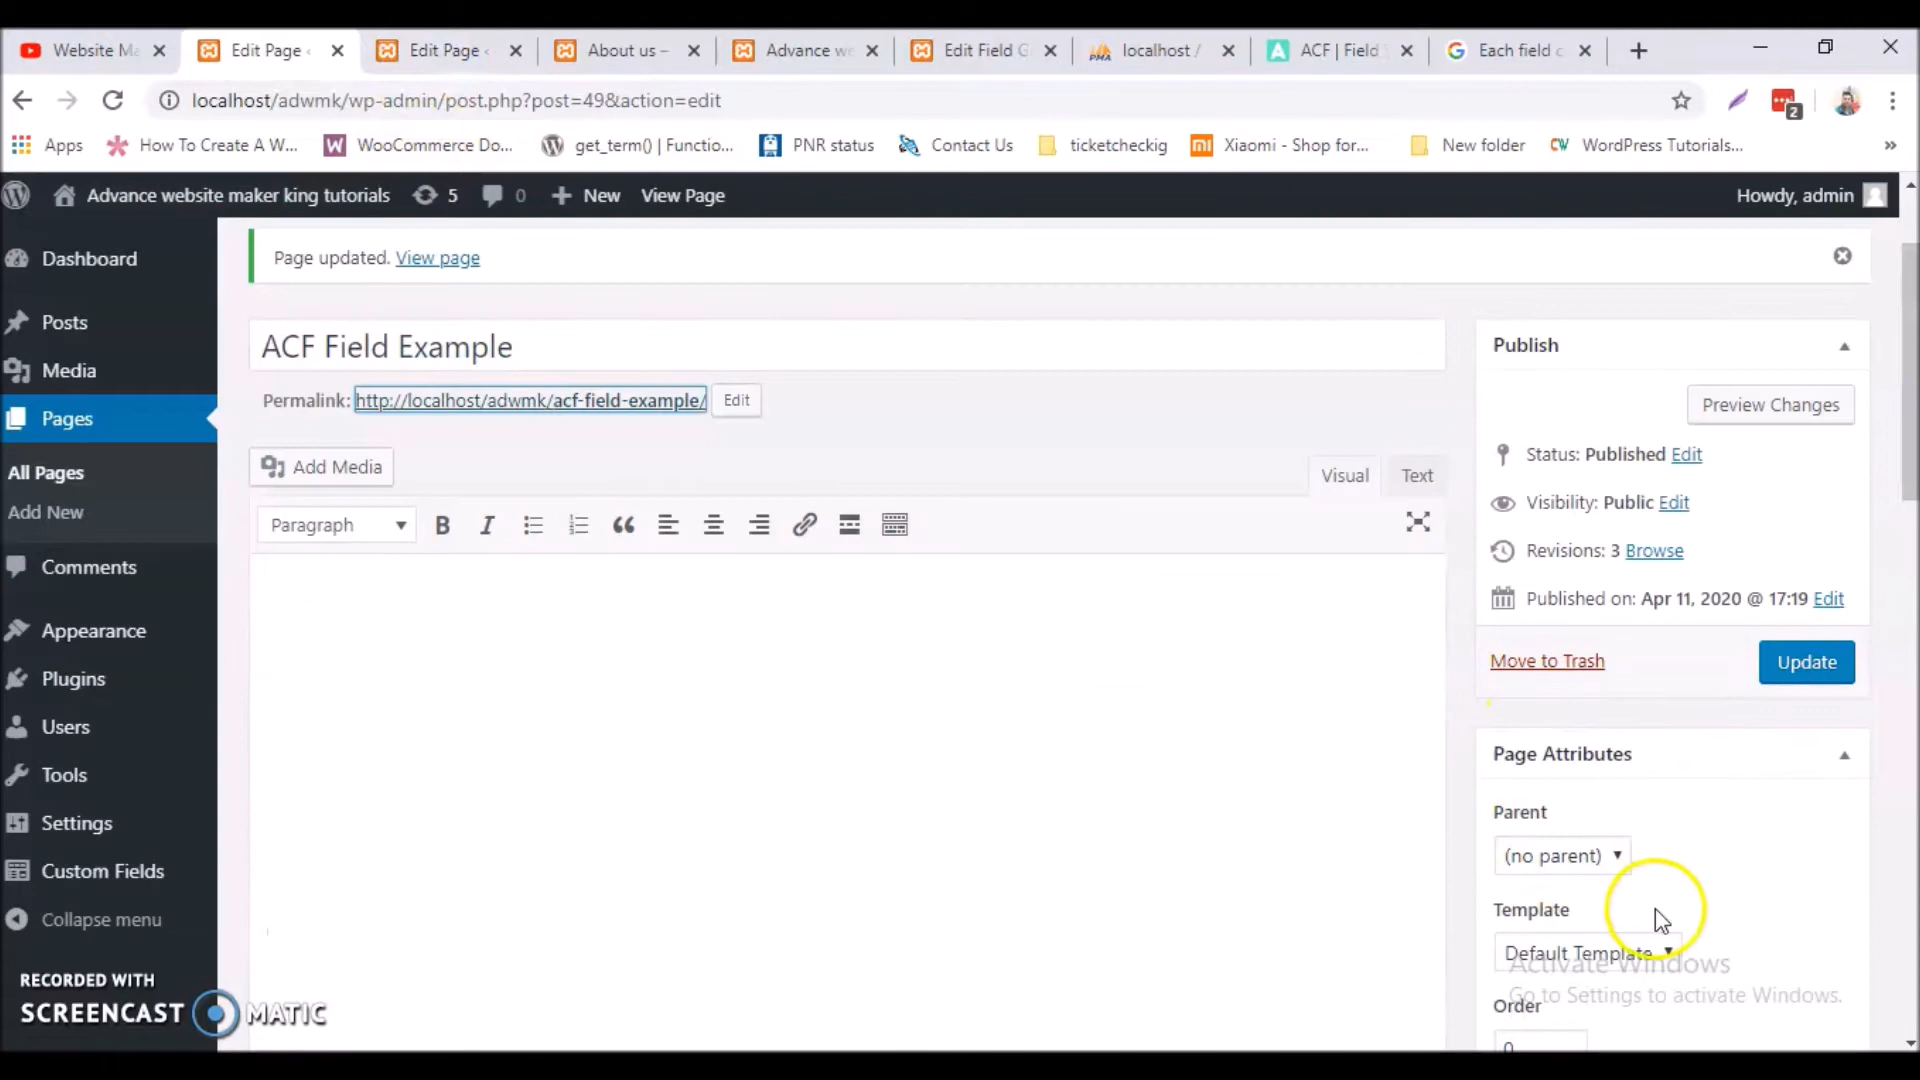 Website Ma
Edit Page
Edit Page
About us –
Advance we
Edit Field G
localhost /
ACF | Field
Each field c
localhost/adwmk/wp-admin/post.php?post=49&action=edit
2
Apps
How To Create A W...
WooCommerce Do...
get_term() | Functio...
PNR status
Contact Us
ticketcheckig
Xiaomi - Shop for...
New folder
WordPress Tutorials...
»
Advance website maker king tutorials
5
0
New
View Page
Howdy, admin
Dashboard
Posts
Media
Pages
All Pages
Add New
Comments
Appearance
Plugins
Users
Tools
Settings
Custom Fields
Collapse menu
Page updated. View page
ACF Field Example
Permalink: http://localhost/adwmk/acf-field-example/ Edit
Add Media
Visual Text
Paragraph
B I
Publish
Preview Changes
Status: Published Edit
Visibility: Public Edit
Revisions: 3 Browse
Published on: Apr 11, 2020 @ 17:19 Edit
Move to Trash
Update
Page Attributes
Parent
(no parent)
Template
Default Template
Order
0
Activate Windows
Go to Settings to activate Windows.
RECORDED WITH
SCREENCAST MATIC